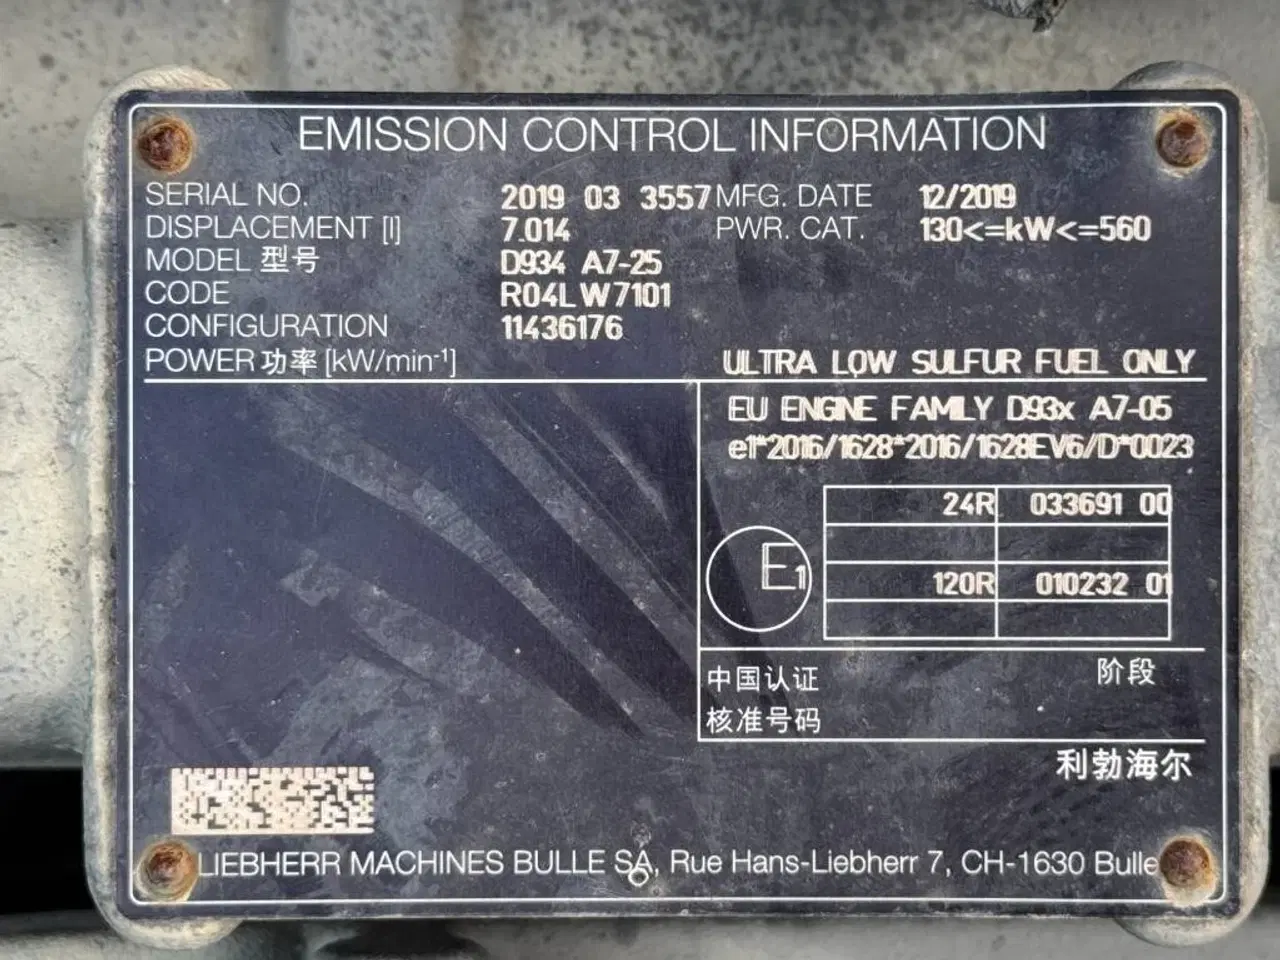 EMISSION CONTROL INFORMATION
SERIAL NO. 2019 03 3557 MFG. DATE 12/2019
DISPLACEMENT [l] 7.014 PWR. CAT. 130<=kW<=560
MODEL 型号 D934 A7-25
CODE R04LW7101
CONFIGURATION 11436176
POWER 功率 [kW/min⁻¹] ULTRA LOW SULFUR FUEL ONLY
EU ENGINE FAMILY D93x A7-05
e1*2016/1628*2016/1628EV6/D*0023
24R 033691 00
E1
120R 010232 01
中国认证 阶段
核准号码
利勃海尔
LIEBHERR MACHINES BULLE SA, Rue Hans-Liebherr 7, CH-1630 Bulle